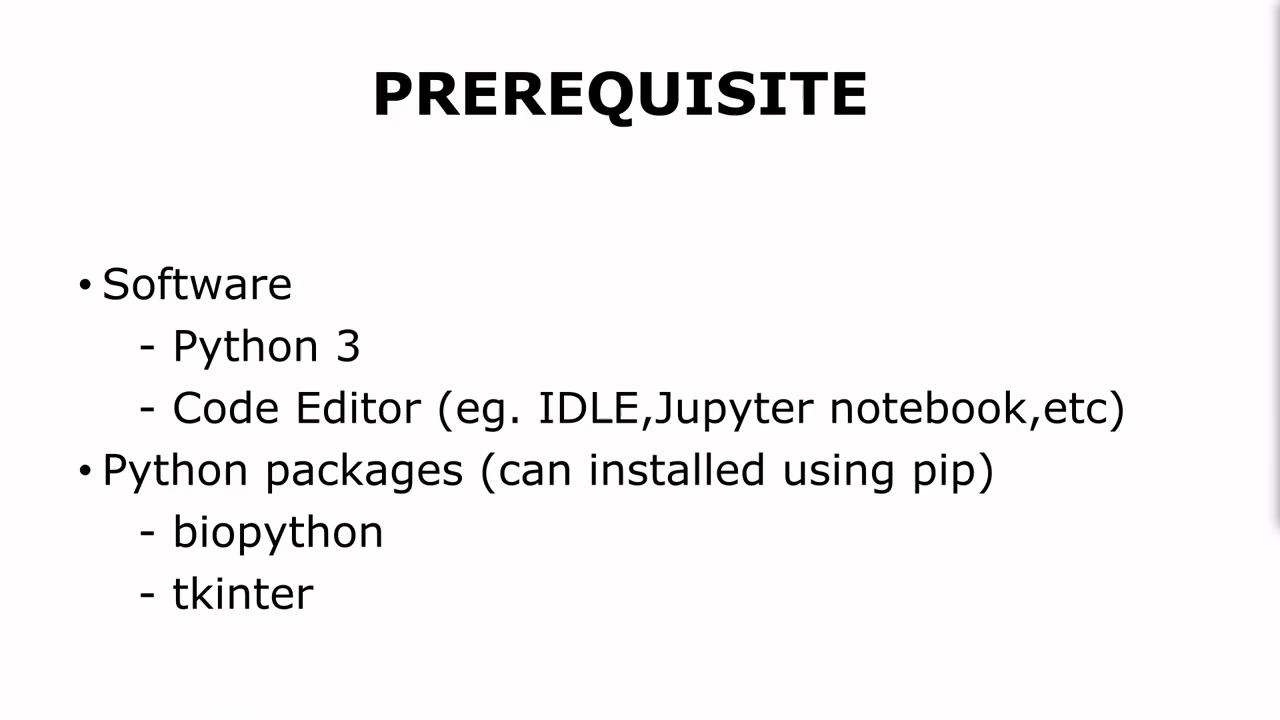 PREREQUISITE
• Software
- Python 3
- Code Editor (eg. IDLE,Jupyter notebook,etc)
• Python packages (can installed using pip)
- biopython
- tkinter